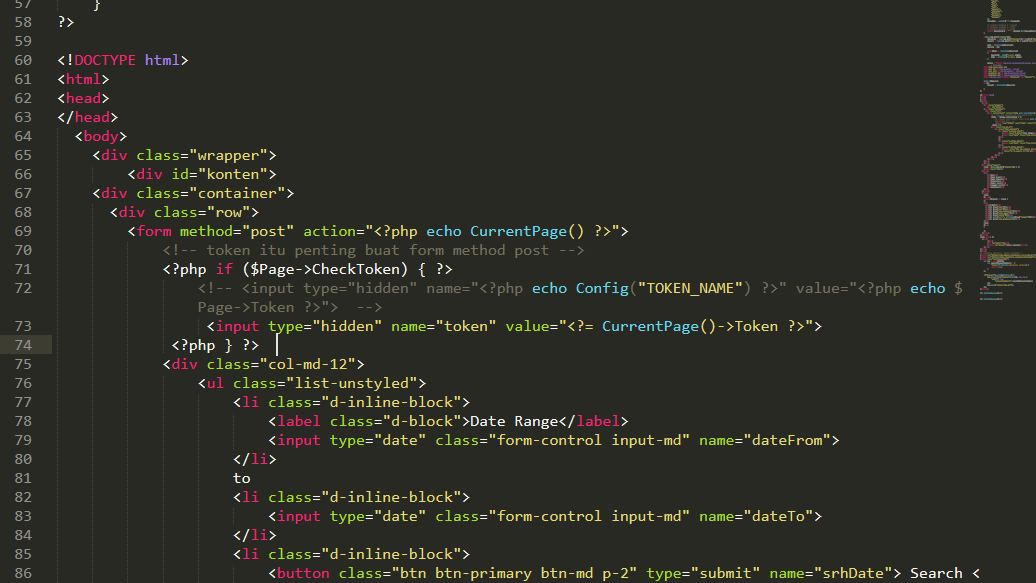 57 }
58 ?>
59
60 <!DOCTYPE html>
61 <html>
62 <head>
63 </head>
64 <body>
65 <div class="wrapper">
66 <div id="konten">
67 <div class="container">
68 <div class="row">
69 <form method="post" action="<?php echo CurrentPage() ?>">
70 <!-- token itu penting buat form method post -->
71 <?php if ($Page->CheckToken) { ?>
72 <!-- <input type="hidden" name="<?php echo Config("TOKEN_NAME") ?>" value="<?php echo $
Page->Token ?>"> -->
73 <input type="hidden" name="token" value="<?= CurrentPage()->Token ?>">
74 <?php } ?>
75 <div class="col-md-12">
76 <ul class="list-unstyled">
77 <li class="d-inline-block">
78 <label class="d-block">Date Range</label>
79 <input type="date" class="form-control input-md" name="dateFrom">
80 </li>
81 to
82 <li class="d-inline-block">
83 <input type="date" class="form-control input-md" name="dateTo">
84 </li>
85 <li class="d-inline-block">
86 <button class="btn btn-primary btn-md p-2" type="submit" name="srhDate"> Search <